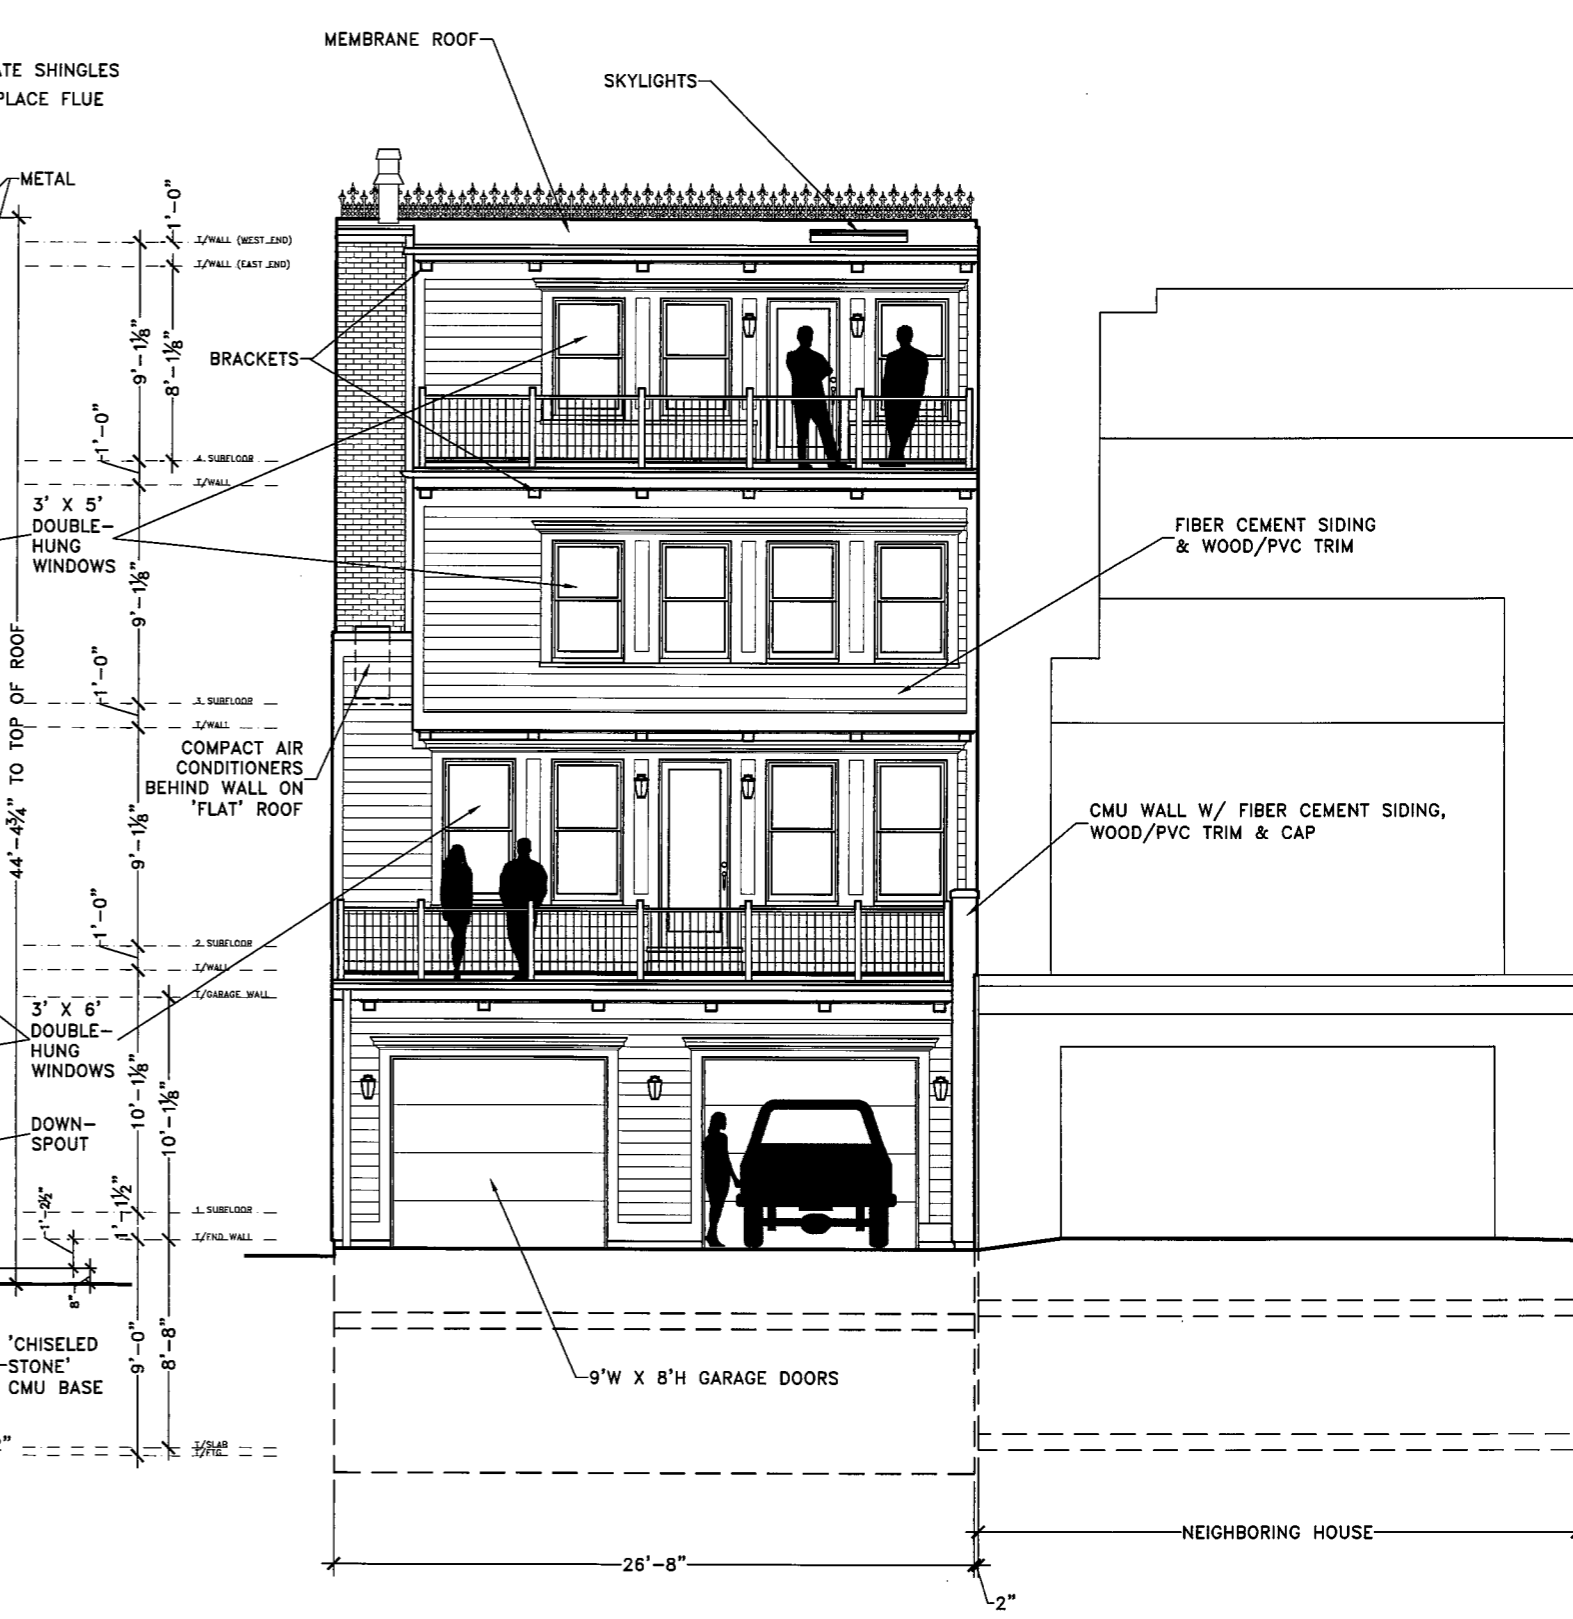 MEMBRANE ROOF
SKYLIGHTS
ATE SHINGLES
PLACE FLUE
METAL
1'-0"
T/WALL (WEST END)
T/WALL (EAST END)
9'-1⅛"
8'-1⅛"
BRACKETS
1'-0"
4 SUBFLOOR
T/WALL
3' X 5'
DOUBLE-
HUNG
WINDOWS
FIBER CEMENT SIDING
& WOOD/PVC TRIM
9'-1⅛"
44'-4¾" TO TOP OF ROOF
1'-0"
3 SUBFLOOR
T/WALL
COMPACT AIR
CONDITIONERS
BEHIND WALL ON
'FLAT' ROOF
CMU WALL W/ FIBER CEMENT SIDING,
WOOD/PVC TRIM & CAP
9'-1⅛"
1'-0"
2 SUBFLOOR
T/WALL
T/GARAGE WALL
3' X 6'
DOUBLE-
HUNG
WINDOWS
10'-1⅛"
10'-1⅛"
DOWN-
SPOUT
1'-2½"
1'-1½"
1 SUBFLOOR
T/FND WALL
8"
'CHISELED
STONE'
CMU BASE
9'-0"
8'-8"
9'W X 8'H GARAGE DOORS
2"
T/SLAB
T/FTG
NEIGHBORING HOUSE
26'-8"
2"